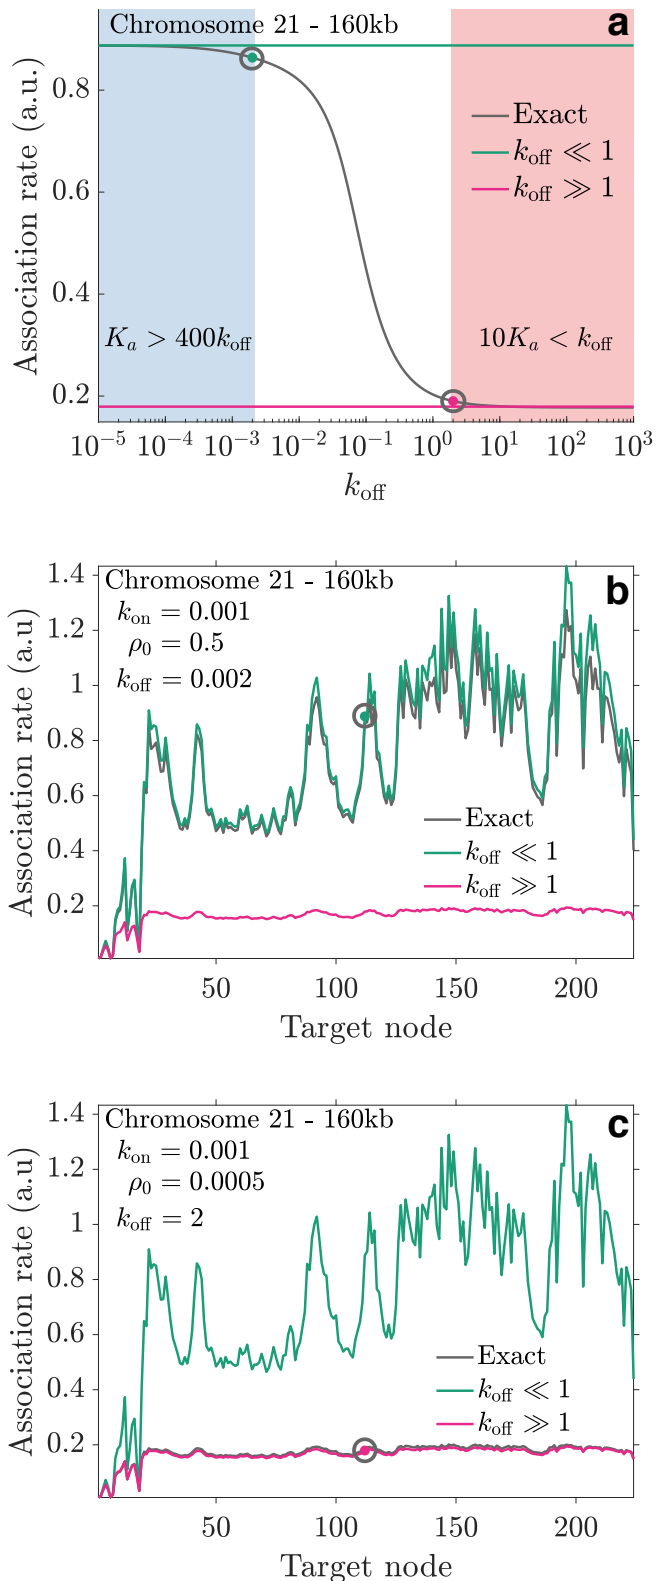 Chromosome 21 - 160kb
a
Association rate (a.u.)
0.8
0.6
0.4
0.2
Exact
k_off ≪ 1
k_off ≫ 1
K_a > 400k_off
10K_a < k_off
10^−5 10^−4 10^−3 10^−2 10^−1 10^0 10^1 10^2 10^3
k_off
Chromosome 21 - 160kb
b
k_on = 0.001
ρ_0 = 0.5
k_off = 0.002
Association rate (a.u)
1.4
1.2
1
0.8
0.6
0.4
0.2
Exact
k_off ≪ 1
k_off ≫ 1
50 100 150 200
Target node
Chromosome 21 - 160kb
c
k_on = 0.001
ρ_0 = 0.0005
k_off = 2
Association rate (a.u)
1.4
1.2
1
0.8
0.6
0.4
0.2
Exact
k_off ≪ 1
k_off ≫ 1
50 100 150 200
Target node